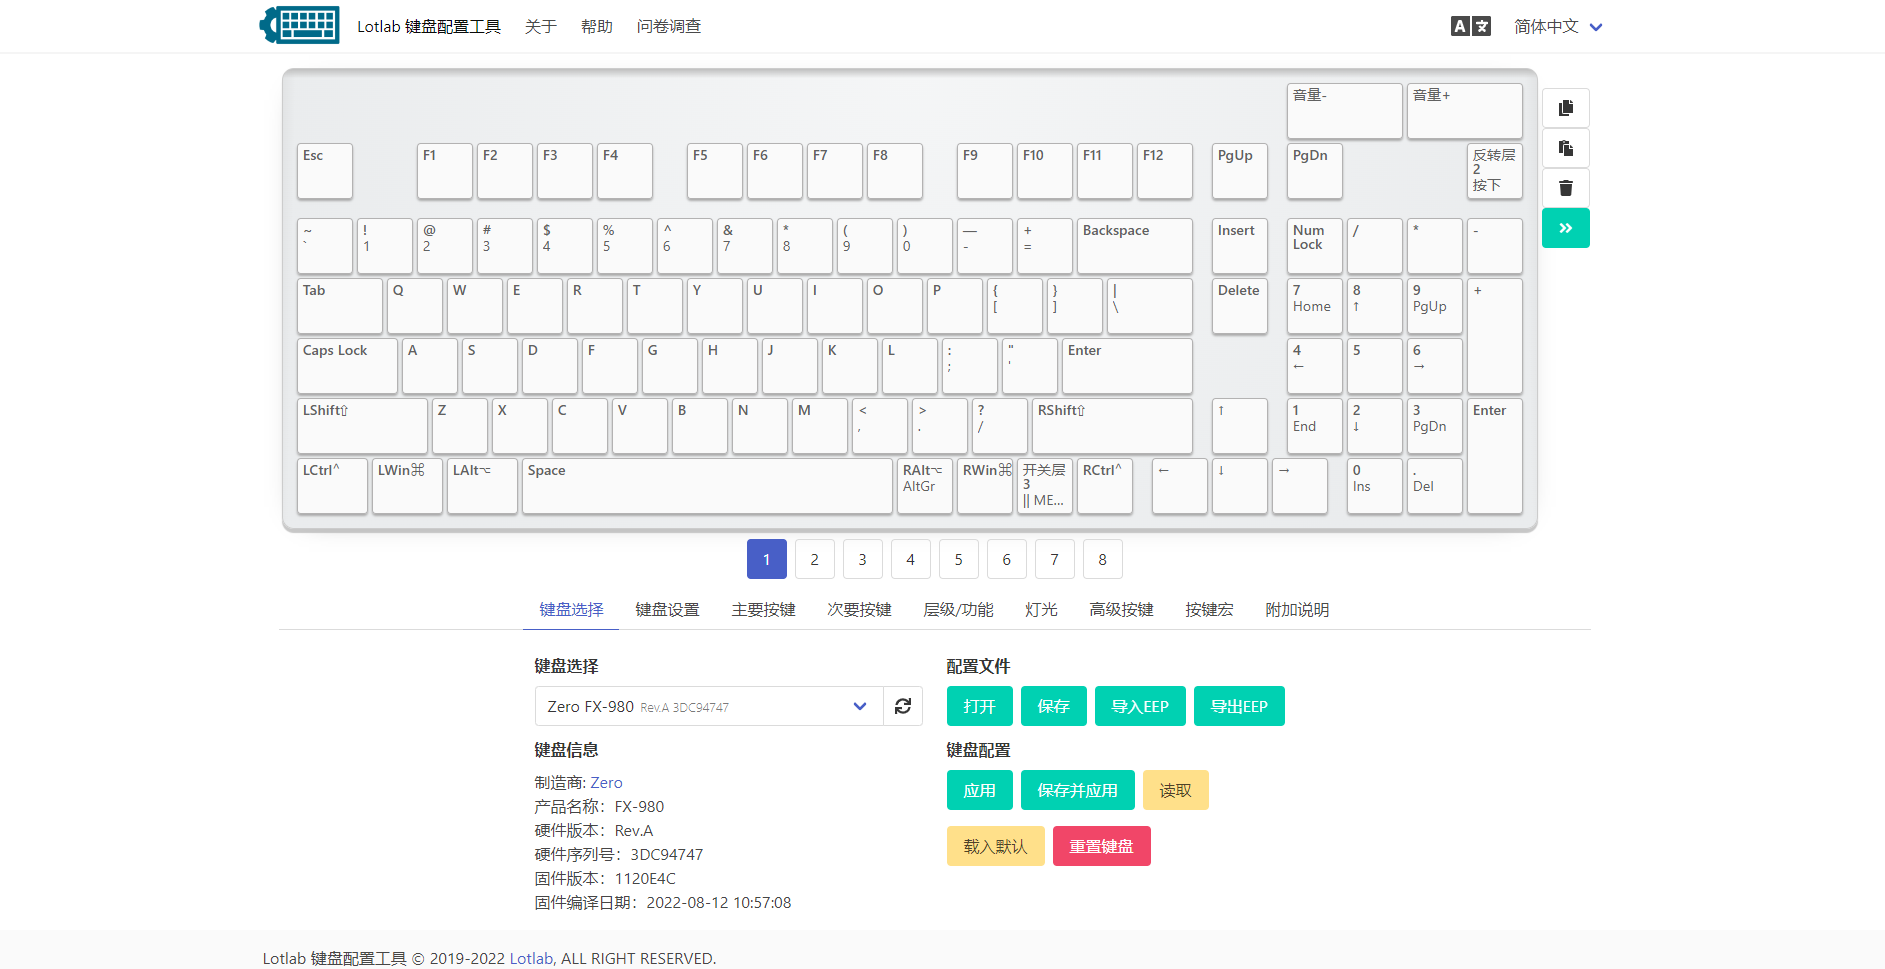 Lotlab 键盘配置工具 关于 帮助 问卷调查 简体中文
音量- 音量+
Esc F1 F2 F3 F4 F5 F6 F7 F8 F9 F10 F11 F12 PgUp PgDn 反转层
2
按下
~ ! @ # $ % ^ & * ( ) — + Backspace Insert Num Lock / * -
` 1 2 3 4 5 6 7 8 9 0 - =
Tab Q W E R T Y U I O P { } | Delete 7 8 9 +
[ ] \ Home ↑ PgUp
Caps Lock A S D F G H J K L : " Enter 4 5 6
; ' ← →
LShift⇧ Z X C V B N M < > ? RShift⇧ ↑ 1 2 3 Enter
, . / End ↓ PgDn
LCtrl^ LWin⌘ LAlt⌥ Space RAlt⌥ RWin⌘ 开关层 RCtrl^ ← ↓ → 0 .
AltGr 3 Ins Del
|| ME...
1 2 3 4 5 6 7 8
键盘选择 键盘设置 主要按键 次要按键 层级/功能 灯光 高级按键 按键宏 附加说明
键盘选择
Zero FX-980 Rev.A 3DC94747
键盘信息
制造商: Zero
产品名称：FX-980
硬件版本：Rev.A
硬件序列号：3DC94747
固件版本：1120E4C
固件编译日期：2022-08-12 10:57:08
配置文件
打开 保存 导入EEP 导出EEP
键盘配置
应用 保存并应用 读取
载入默认 重置键盘
Lotlab 键盘配置工具 © 2019-2022 Lotlab, ALL RIGHT RESERVED.